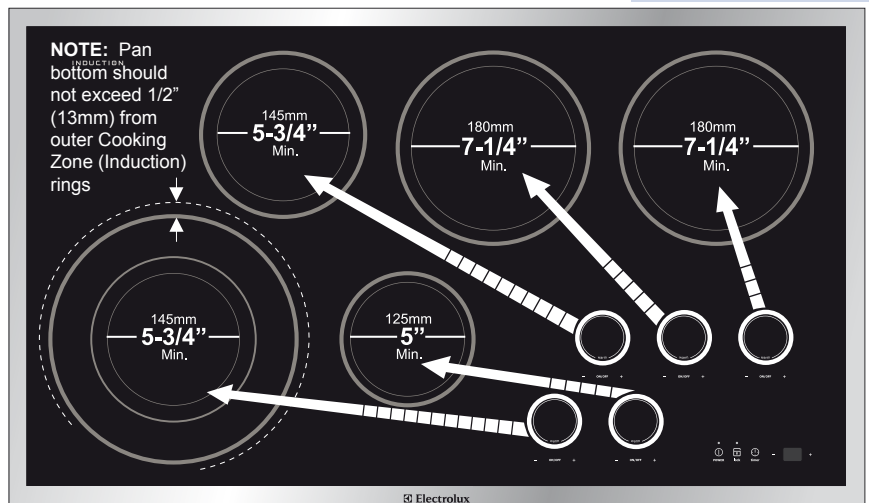 NOTE: Pan
INDUCTION
bottom should
not exceed 1/2”
(13mm) from
outer Cooking
Zone (Induction)
rings
145mm
5-3/4”
Min.
180mm
7-1/4”
Min.
180mm
7-1/4”
Min.
145mm
5-3/4”
Min.
125mm
5”
Min.
- ON/OFF +
- ON/OFF +
- ON/OFF +
- ON/OFF +
- ON/OFF +
POWER
- +
Electrolux